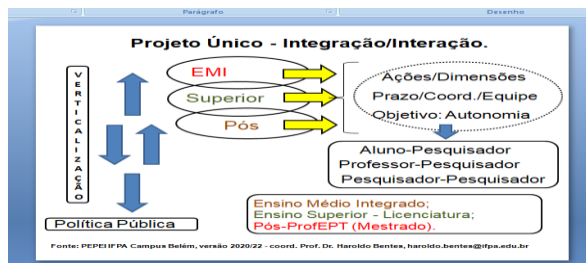 Parágrafo
Desenho
Projeto Único - Integração/Interação.
VERTICALIZAÇÃO
EMI
Superior
Pós
Ações/Dimensões
Prazo/Coord./Equipe
Objetivo: Autonomia
Aluno-Pesquisador
Professor-Pesquisador
Pesquisador-Pesquisador
Política Pública
Ensino Médio Integrado;
Ensino Superior - Licenciatura;
Pós-ProfEPT (Mestrado).
Fonte: PEPEI IFPA Campus Belém, versão 2020/22 - coord. Prof. Dr. Haroldo Bentes, haroldo.bentes@ifpa.edu.br